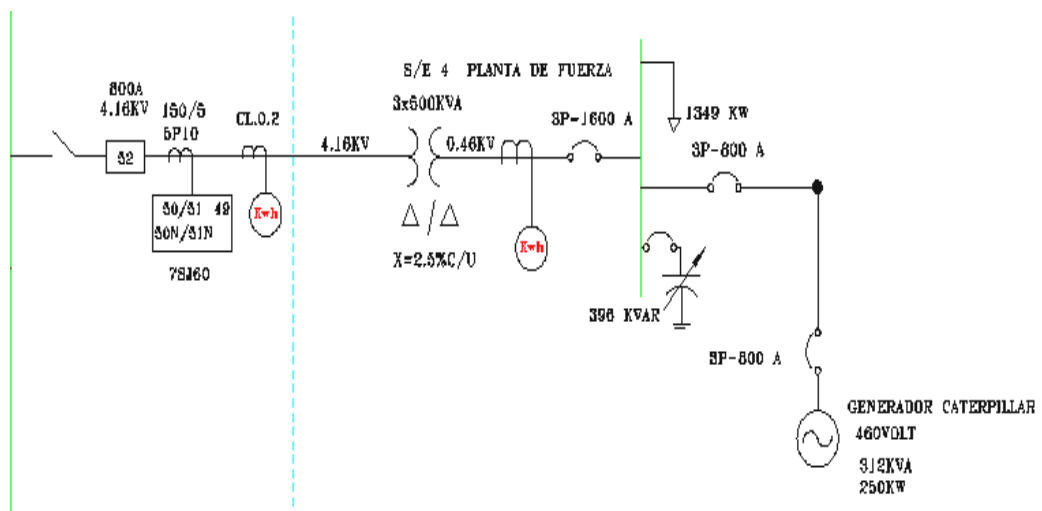 S/E 4 PLANTA DE FUERZA
800A
4.16KV
150/5
5P10
CL.0.2
52
50/51 49
50N/51N
7SJ60
Kwh
4.16KV
3x500KVA
0.46KV
X=2.5%C/U
Kwh
3P-1600 A
1349 KW
3P-800 A
396 KVAR
3P-800 A
GENERADOR CATERPILLAR
460VOLT
312KVA
250KW